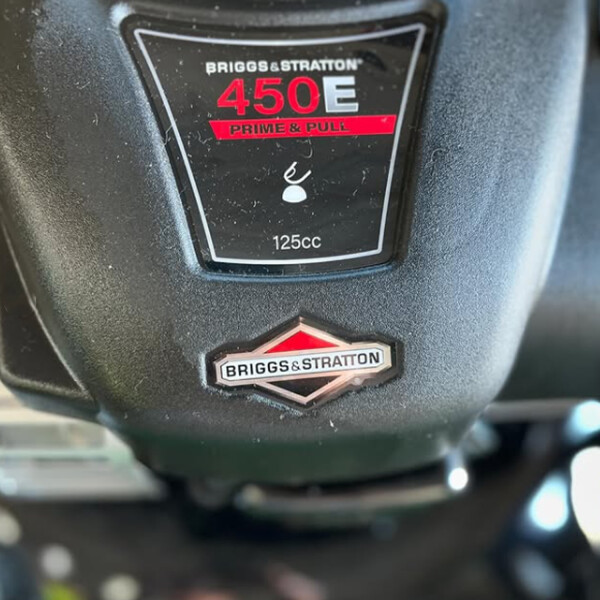 BRIGGS&STRATTON®
450E
PRIME & PULL
125cc
BRIGGS&STRATTON